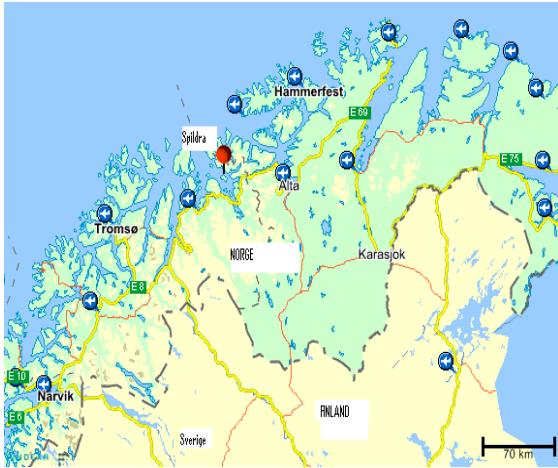 Hammerfest
E 69
Spildra
E 75
Alta
Tromsø
NORGE
Karasjok
E 8
E 10
Narvik
E 6
FINLAND
Sverige
70 km